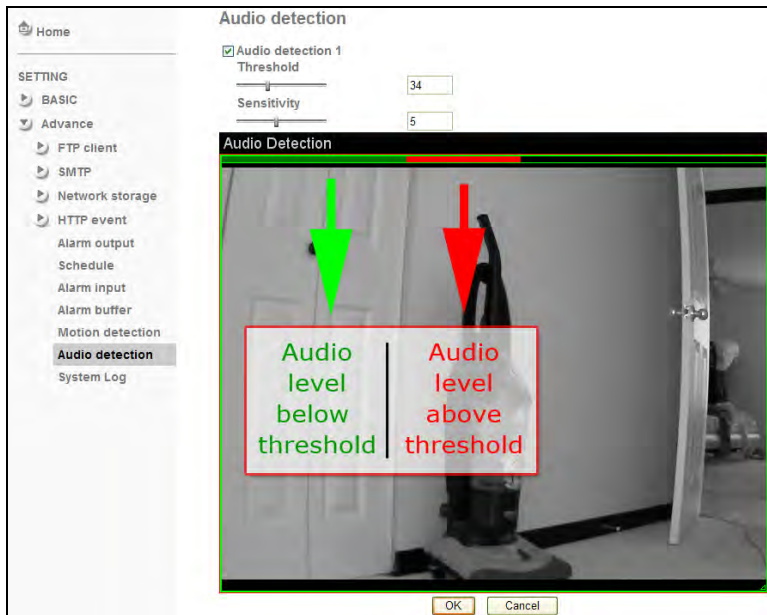 Home
SETTING
BASIC
Advance
FTP client
SMTP
Network storage
HTTP event
Alarm output
Schedule
Alarm input
Alarm buffer
Motion detection
Audio detection
System Log
Audio detection
Audio detection 1
Threshold
34
Sensitivity
5
Audio Detection
Audio
level
below
threshold
Audio
level
above
threshold
OK
Cancel